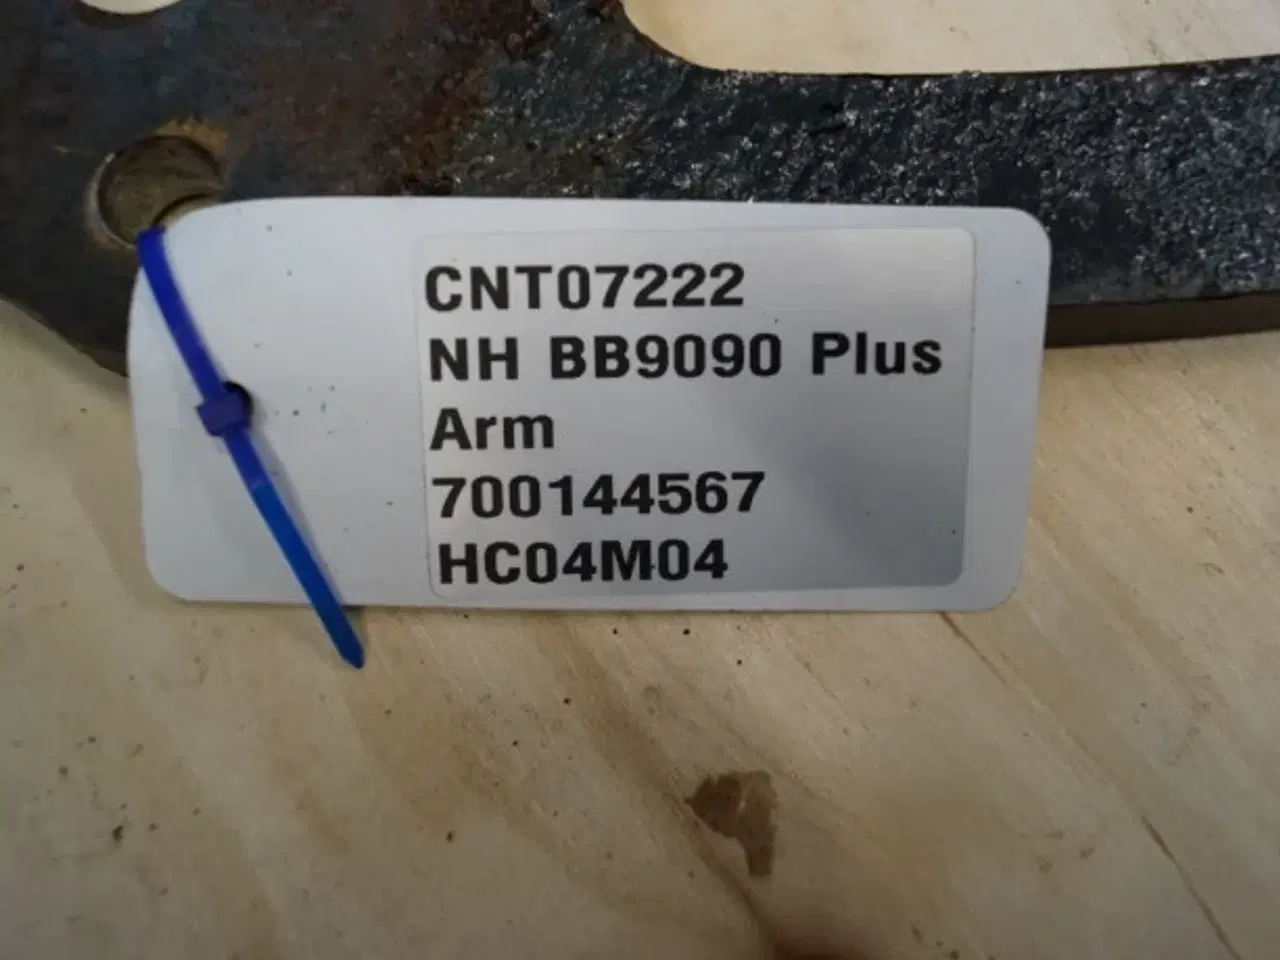 CNT07222
NH BB9090 Plus
Arm
700144567
HC04M04